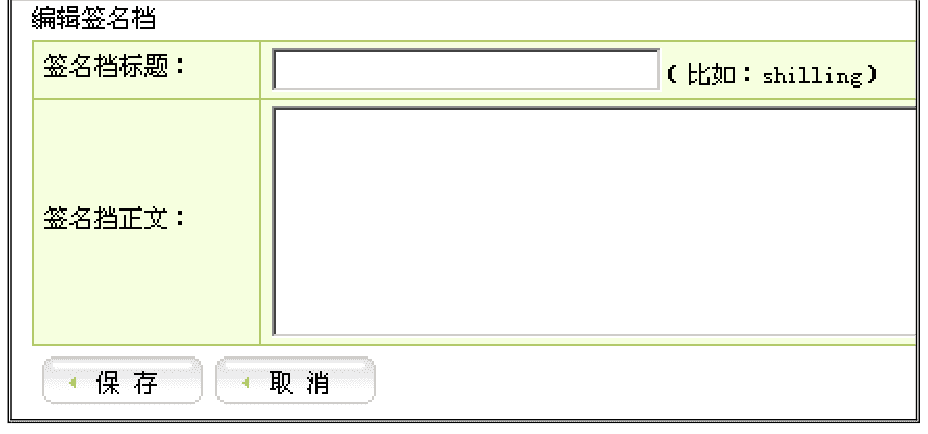 编辑签名档
签名档标题：
(比如：shilling)
签名挡正文：
保 存
取 消